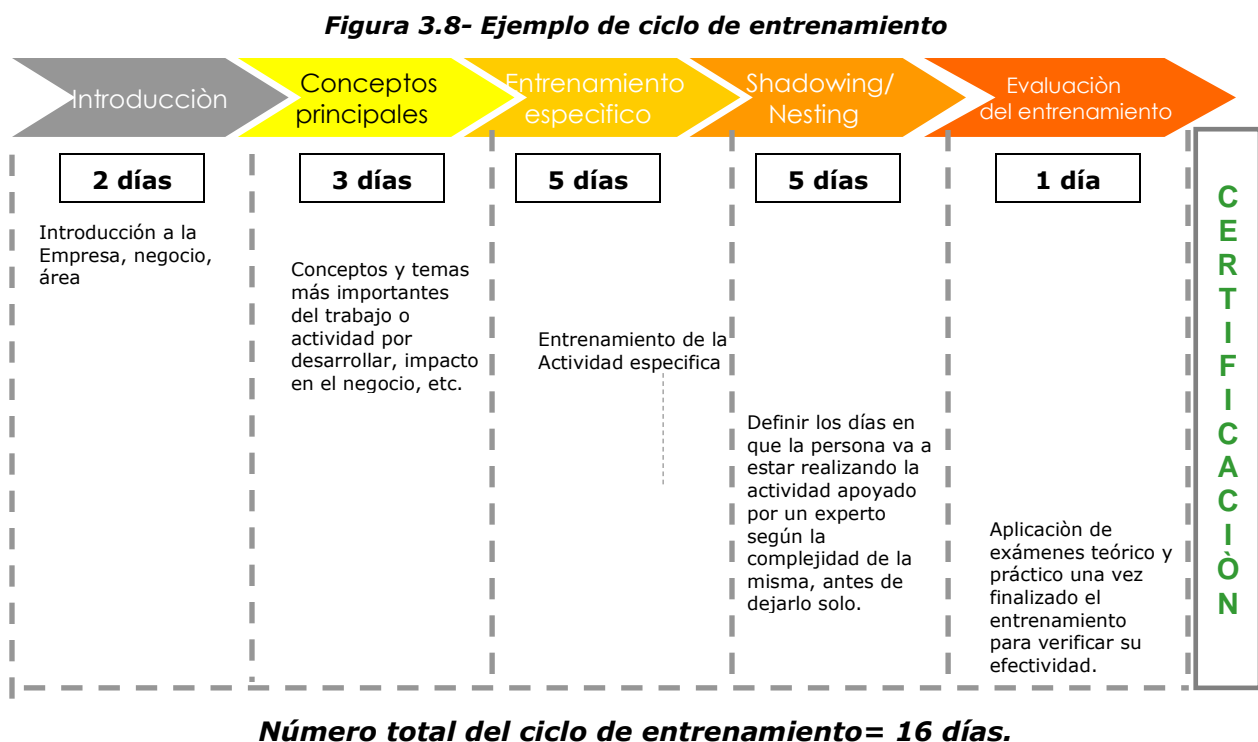 Figura 3.8- Ejemplo de ciclo de entrenamiento
Introducciòn
Conceptos
principales
Entrenamiento
especìfico
Shadowing/
Nesting
Evaluaciòn
del entrenamiento
2 días
3 días
5 días
5 días
1 día
Introducción a la
Empresa, negocio,
área
Conceptos y temas
más importantes
del trabajo o
actividad por
desarrollar, impacto
en el negocio, etc.
Entrenamiento de la
Actividad especifica
Definir los días en
que la persona va a
estar realizando la
actividad apoyado
por un experto
según la
complejidad de la
misma, antes de
dejarlo solo.
Aplicaciòn de
exámenes teórico y
práctico una vez
finalizado el
entrenamiento
para verificar su
efectividad.
CERTIFICACIÒN
Número total del ciclo de entrenamiento= 16 días.